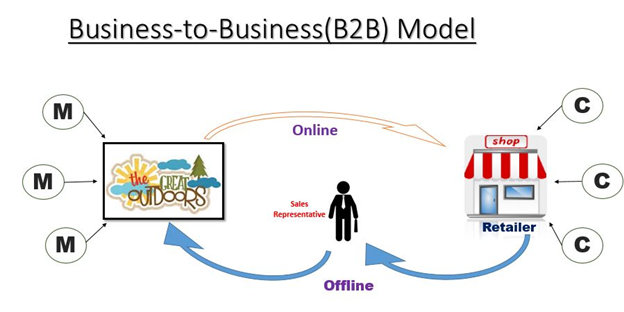 Business-to-Business(B2B) Model
M
C
Online
shop
M
the
GREAT
OUTDOORS
Sales
Representative
C
Retailer
M
C
Offline